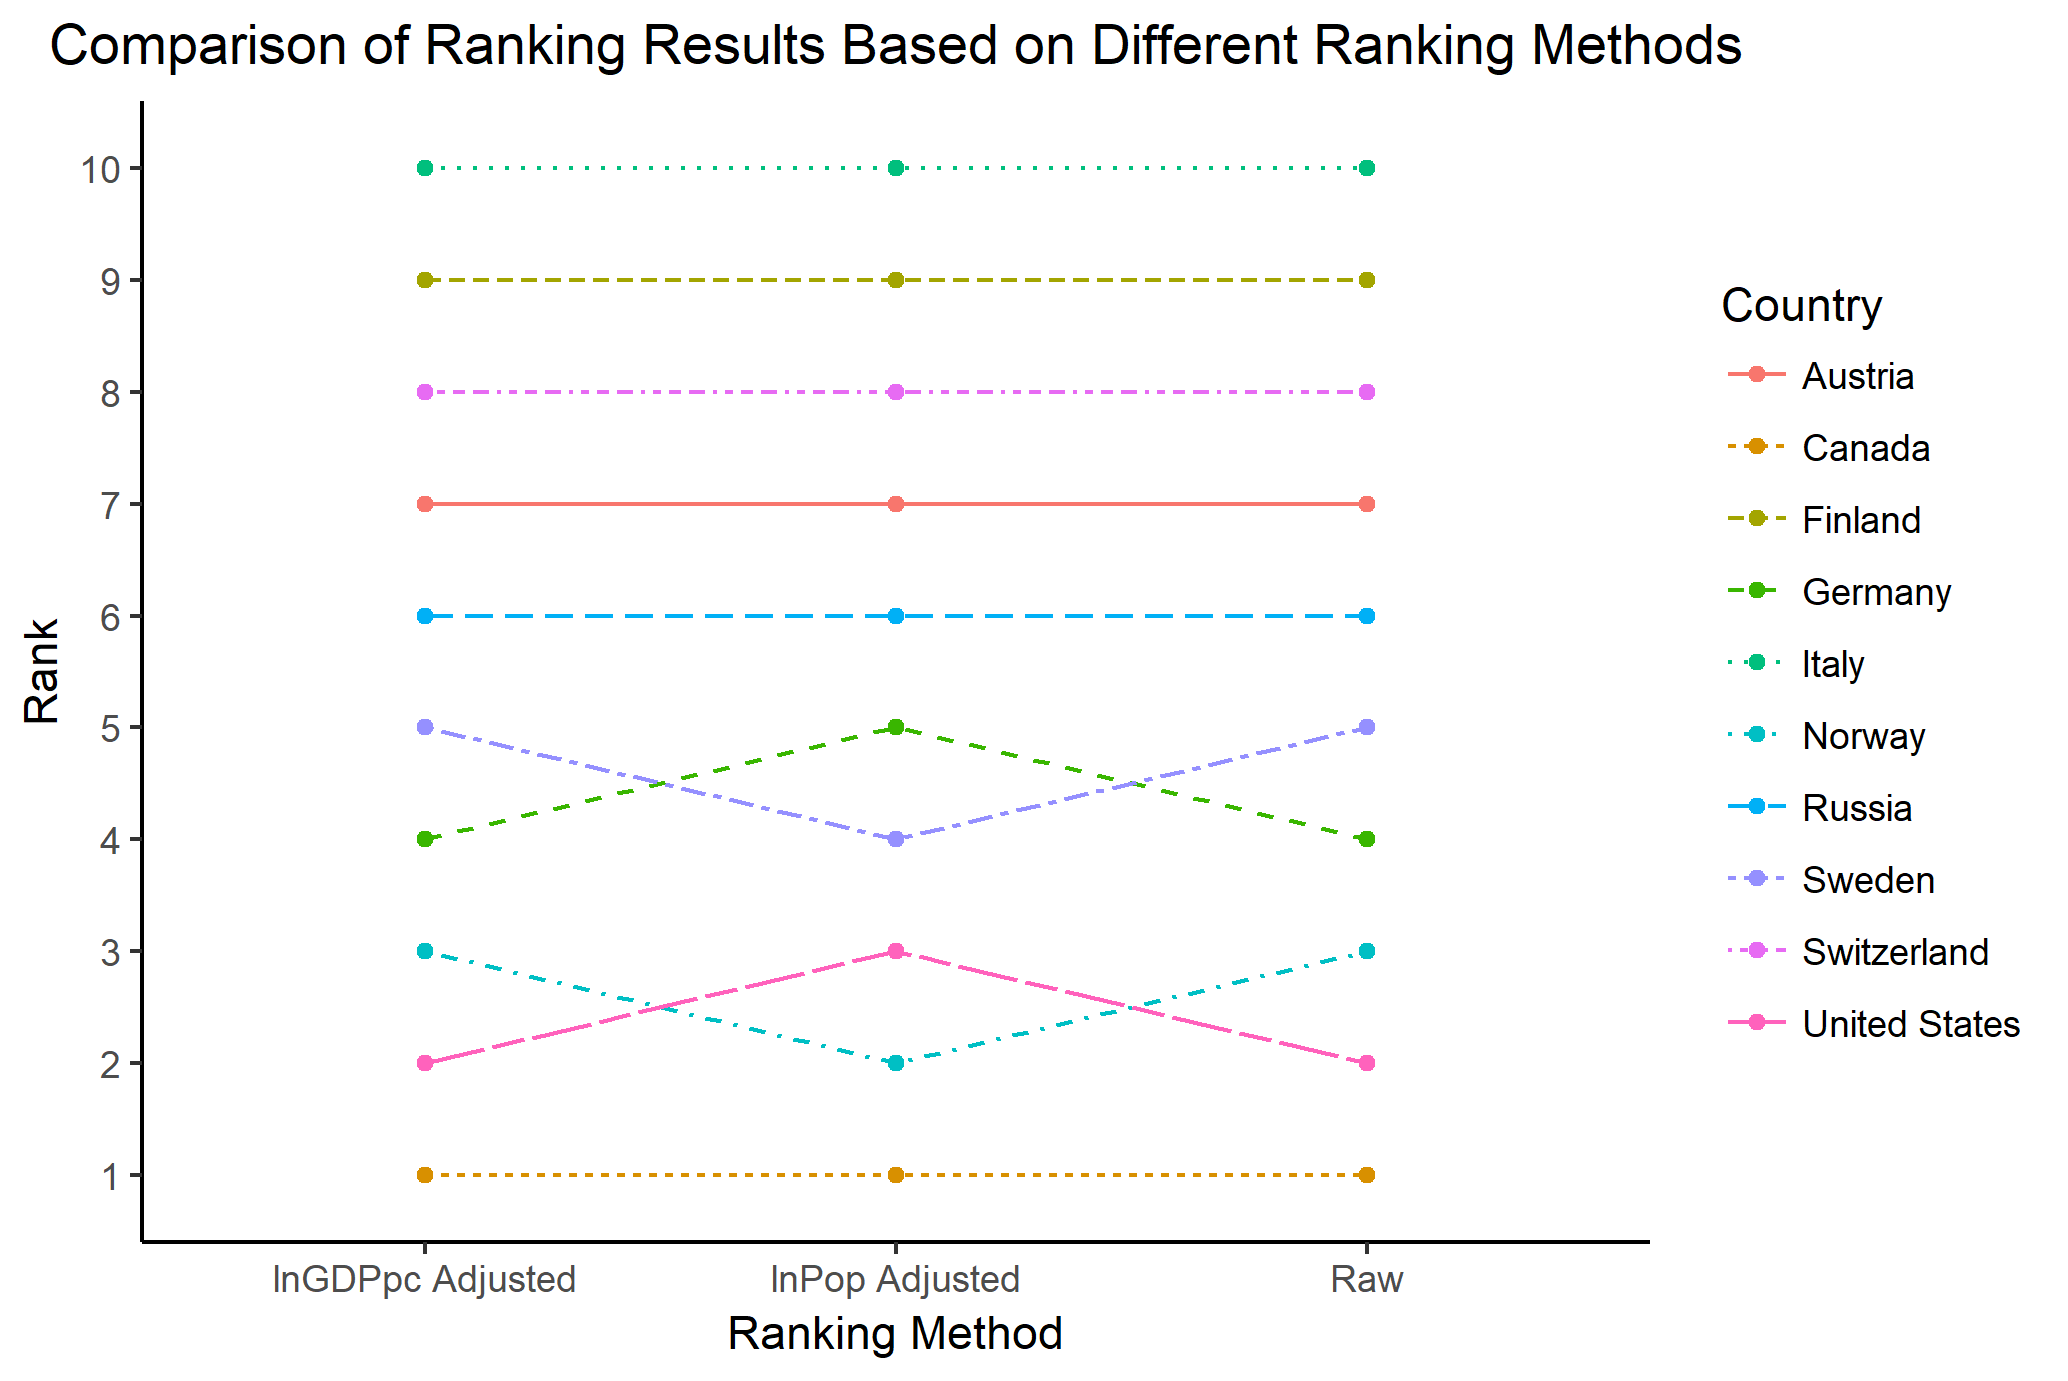 Comparison of Ranking Results Based on Different Ranking Methods
10
9
8
7
6
5
4
3
2
1
Rank
lnGDPpc Adjusted
lnPop Adjusted
Raw
Ranking Method
Country
Austria
Canada
Finland
Germany
Italy
Norway
Russia
Sweden
Switzerland
United States